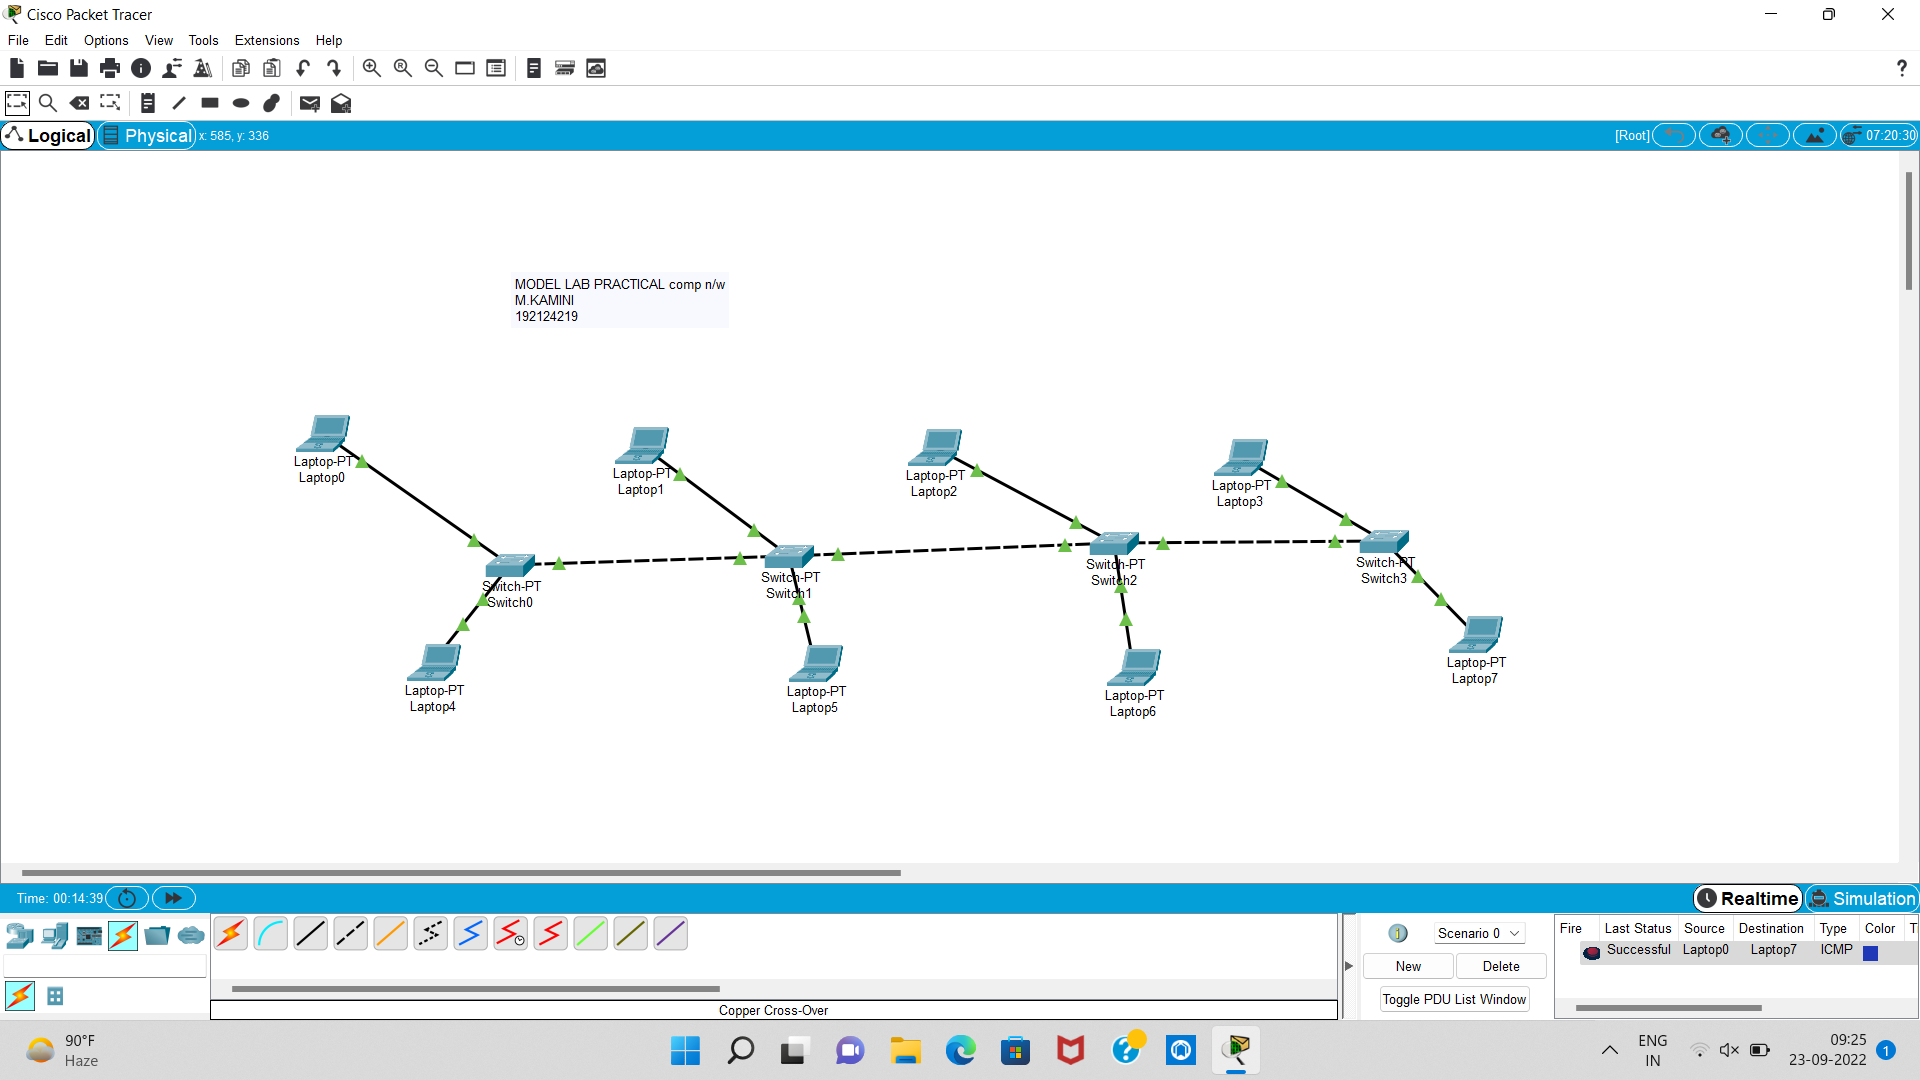 Cisco Packet Tracer
File Edit Options View Tools Extensions Help
?
Logical Physical x: 585, y: 336 [Root] 07:20:30
MODEL LAB PRACTICAL comp n/w
M.KAMINI
192124219
Laptop-PT
Laptop0
Laptop-PT
Laptop1
Laptop-PT
Laptop2
Laptop-PT
Laptop3
Switch-PT
Switch0
Switch-PT
Switch1
Switch-PT
Switch2
Switch-PT
Switch3
Laptop-PT
Laptop4
Laptop-PT
Laptop5
Laptop-PT
Laptop6
Laptop-PT
Laptop7
Time: 00:14:39 Realtime Simulation
Scenario 0
New Delete
Toggle PDU List Window
Fire Last Status Source Destination Type Color T
Successful Laptop0 Laptop7 ICMP
Copper Cross-Over
90°F
Haze
ENG
IN
09:25
23-09-2022
1